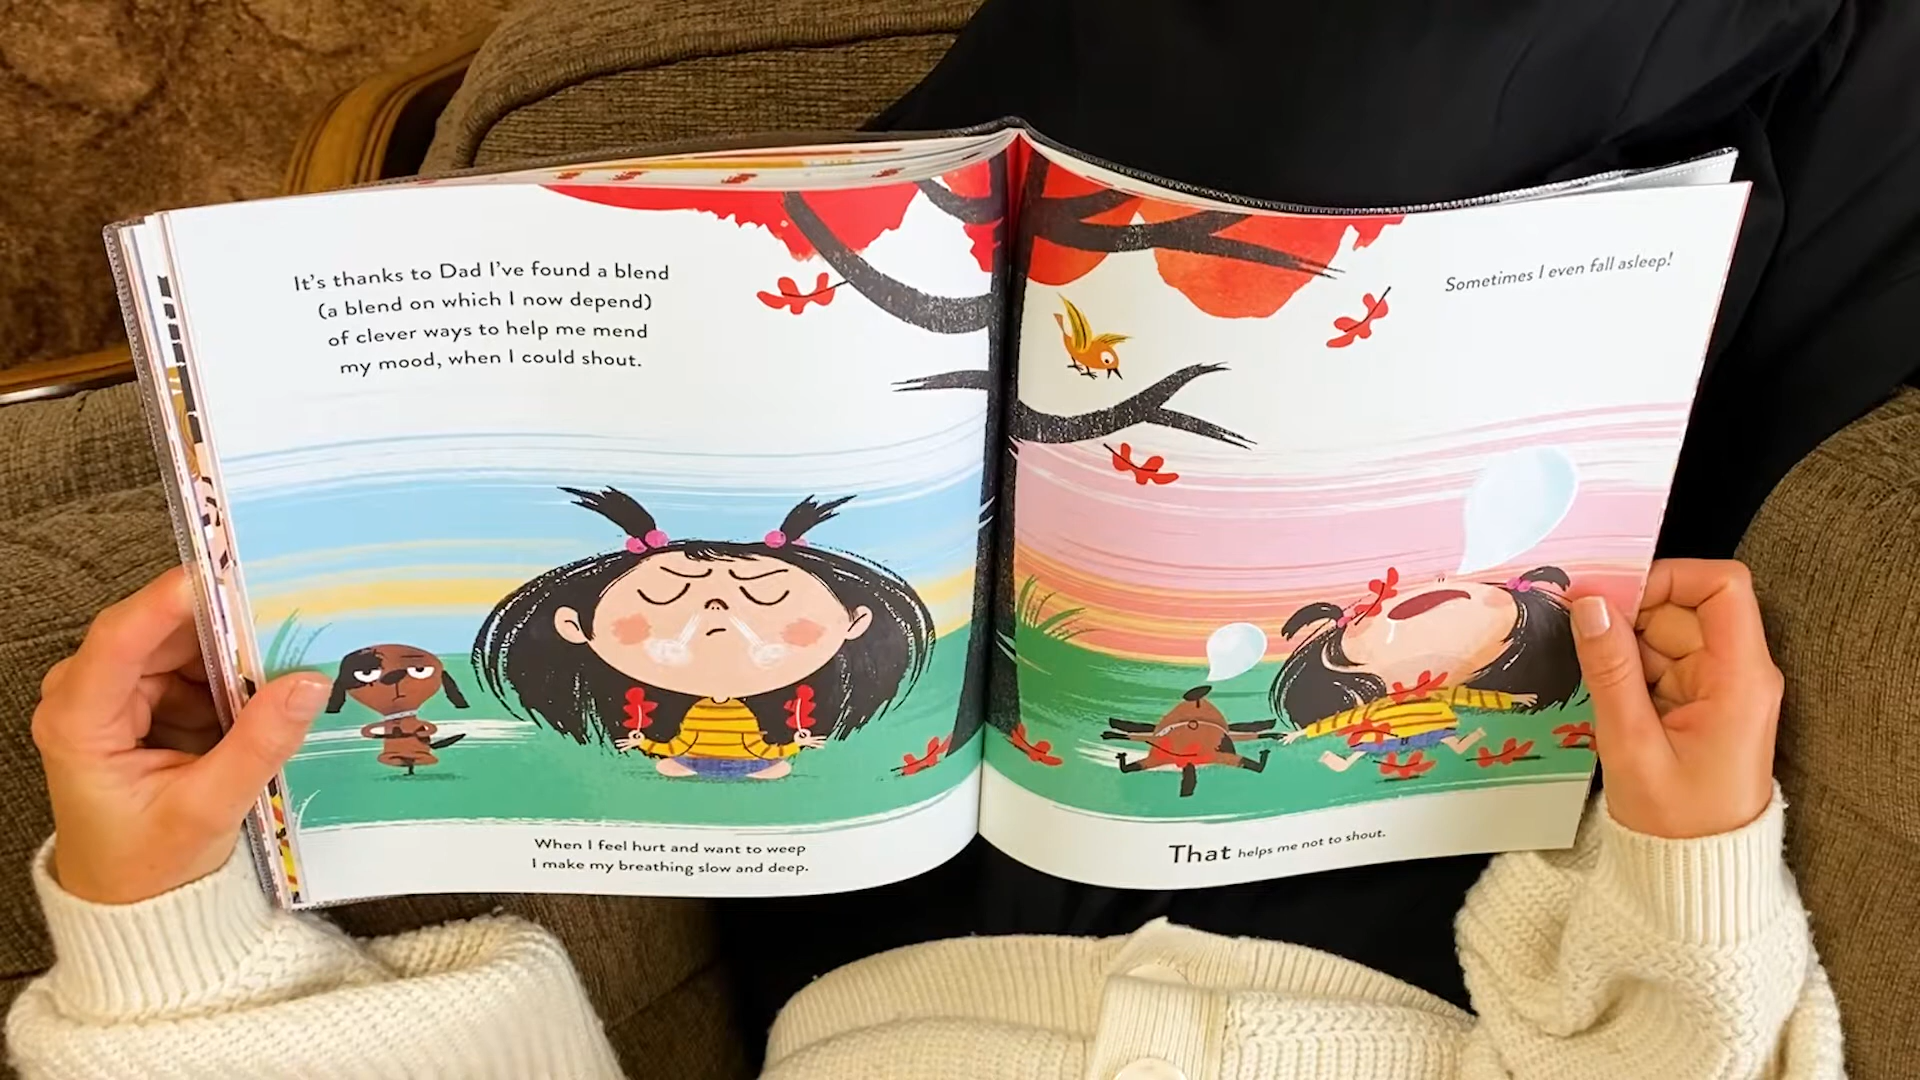 It's thanks to Dad I've found a blend
(a blend on which I now depend)
of clever ways to help me mend
my mood, when I could shout.
When I feel hurt and want to weep
I make my breathing slow and deep.
Sometimes I even fall asleep!
That helps me not to shout.